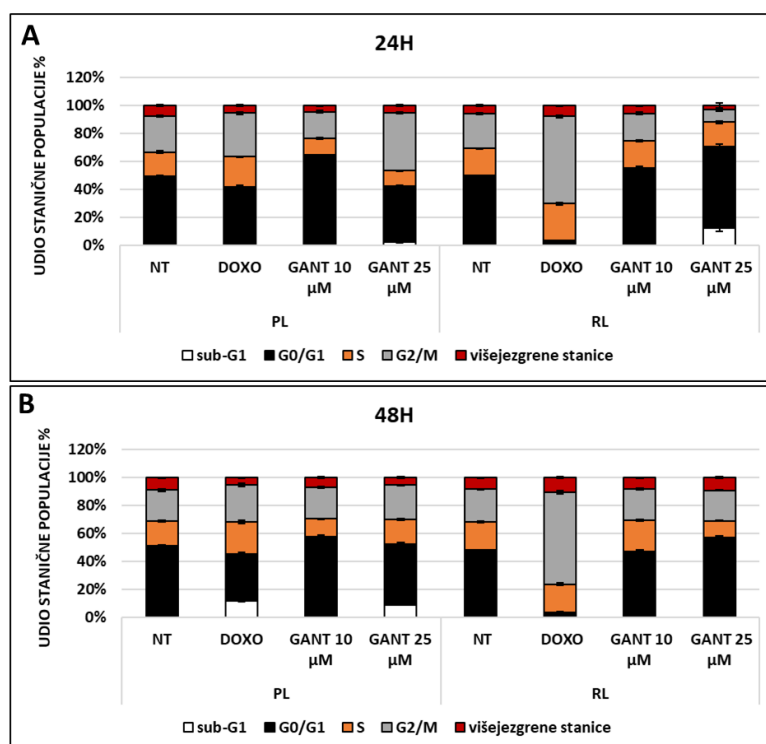 A
24H
UDIO STANIČNE POPULACIJE %
120%
100%
80%
60%
40%
20%
0%
NT DOXO GANT 10 µM GANT 25 µM NT DOXO GANT 10 µM GANT 25 µM
PL RL
sub-G1 G0/G1 S G2/M višejezgrene stanice
B
48H
UDIO STANIČNE POPULACIJE %
120%
100%
80%
60%
40%
20%
0%
NT DOXO GANT 10 µM GANT 25 µM NT DOXO GANT 10 µM GANT 25 µM
PL RL
sub-G1 G0/G1 S G2/M višejezgrene stanice